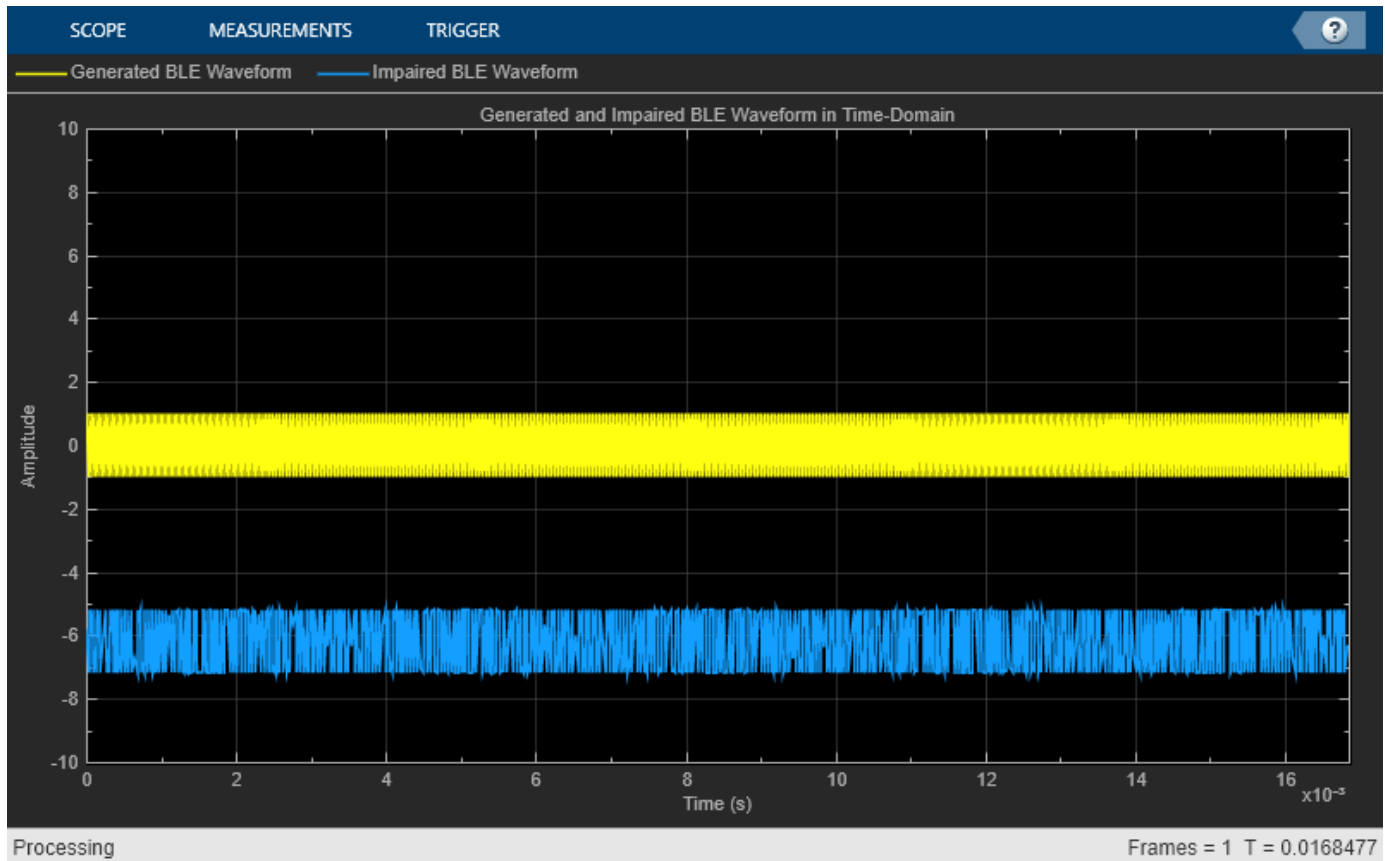 SCOPE MEASUREMENTS TRIGGER ?
Generated BLE Waveform Impaired BLE Waveform
Generated and Impaired BLE Waveform in Time-Domain
10
8
6
4
2
0
-2
-4
-6
-8
-10
Amplitude
0 2 4 6 8 10 12 14 16
x10⁻³
Time (s)
Processing Frames = 1 T = 0.0168477